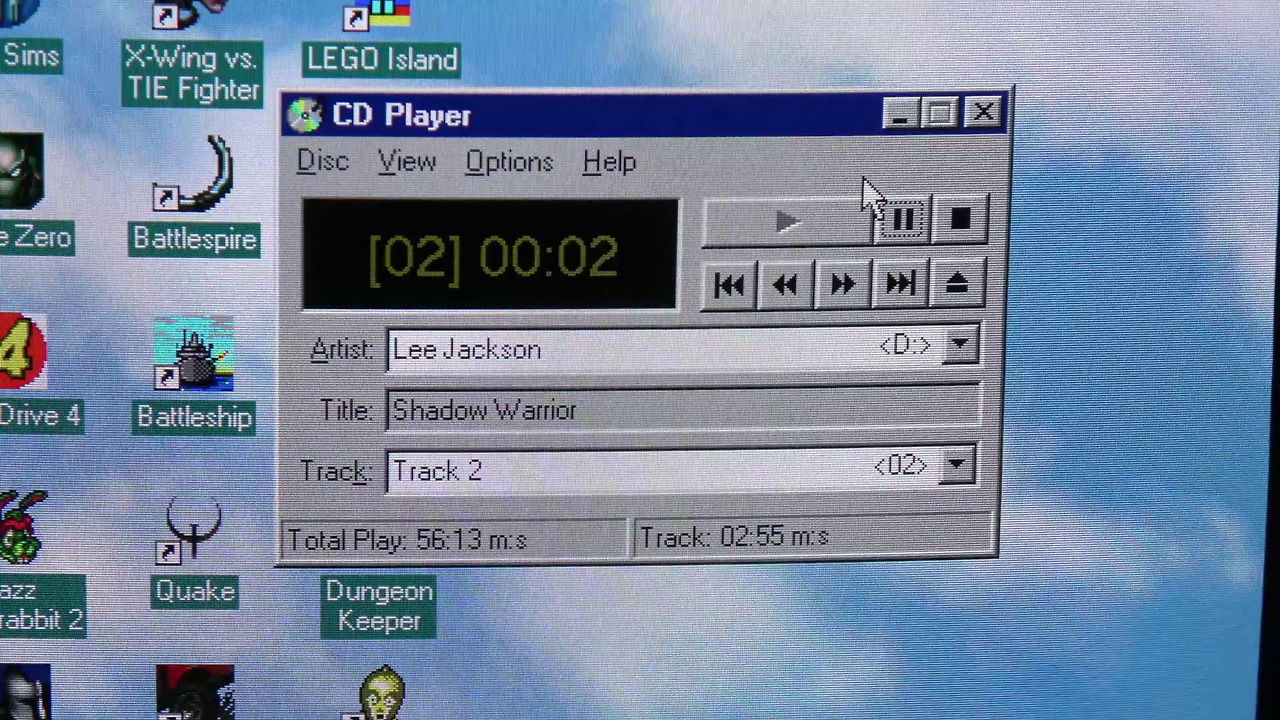 Sims
X-Wing vs.
TIE Fighter
LEGO Island
CD Player
Disc View Options Help
e Zero
Battlespire
[02] 00:02
Artist: Lee Jackson <D:>
4
Drive 4
Battleship
Title: Shadow Warrior
Track: Track 2 <02>
Total Play: 56:13 m:s Track: 02:55 m:s
azz
rabbit 2
Quake
Dungeon
Keeper